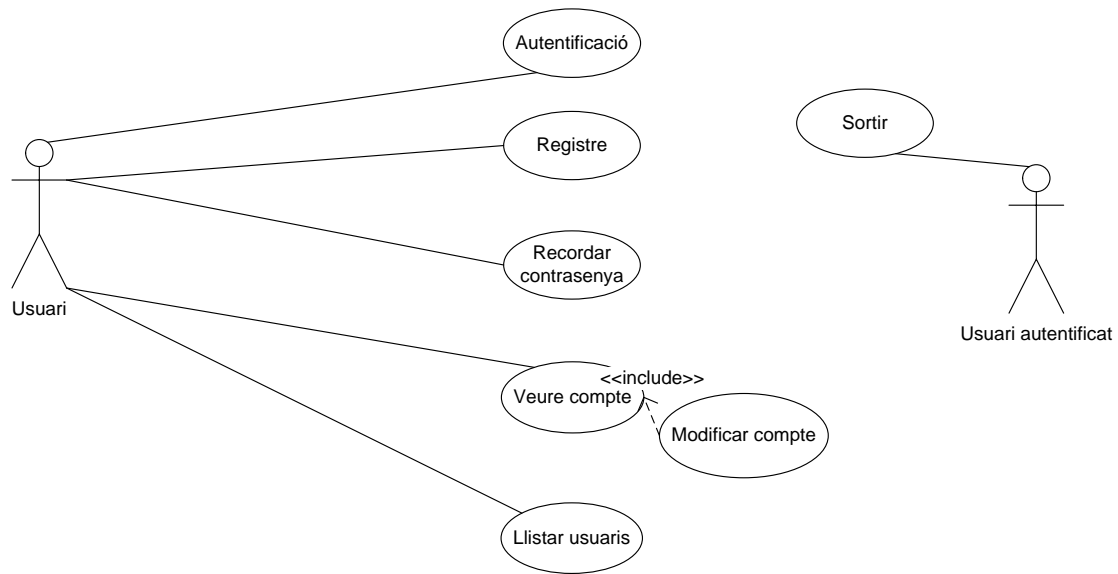 Autentificació
Sortir
Registre
Recordar
contrasenya
Usuari
Usuari autentificat
<<include>>
Veure compte
Modificar compte
Llistar usuaris